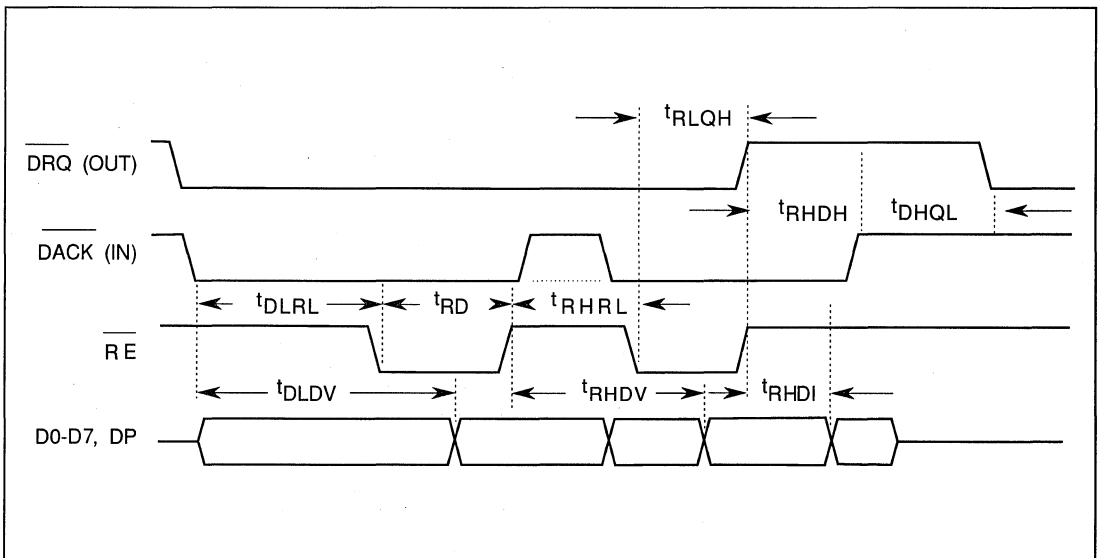 tRLQH
DRQ (OUT)
tRHDH tDHQL
DACK (IN)
tDLRL tRD tRHRL
RE
tDLDV tRHDV tRHDI
D0-D7, DP